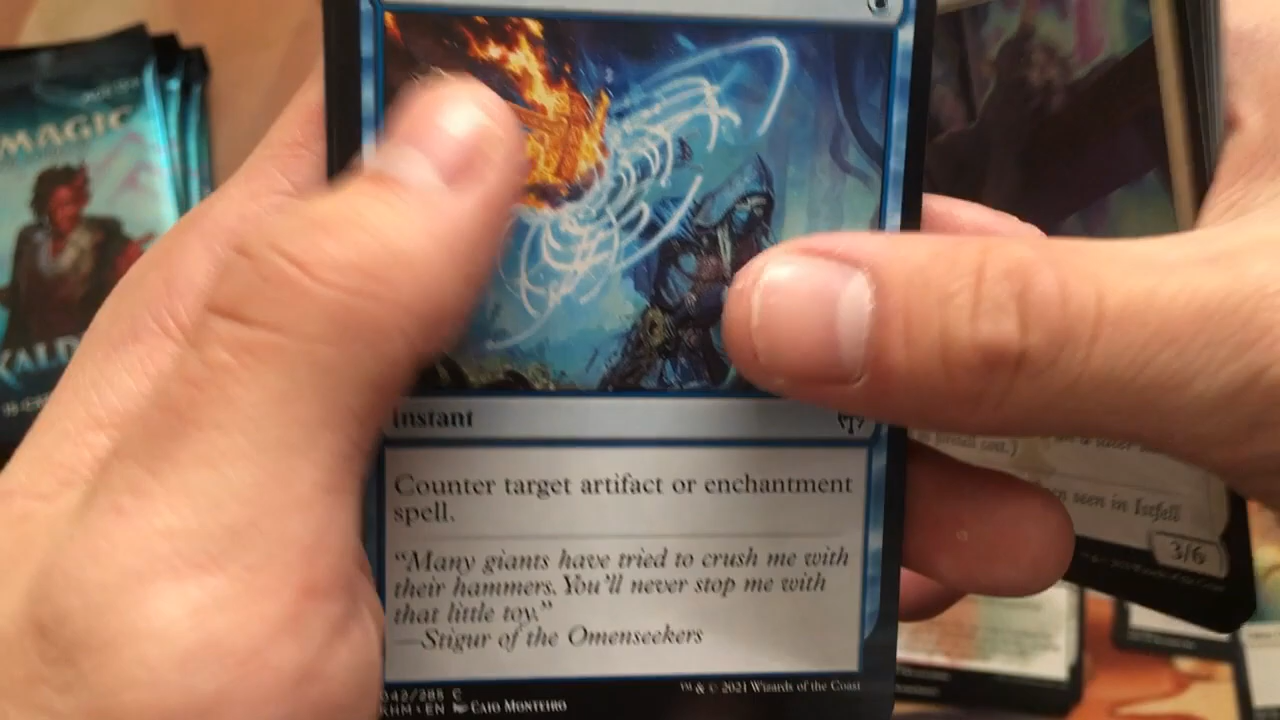 MAGIC
KALD
Instant
Counter target artifact or enchantment
spell.
"Many giants have tried to crush me with
their hammers. You'll never stop me with
that little toy."
—Stigur of the Omenseekers
042/285 C
KHM • EN CAIO MONTEIRO
™ & © 2021 Wizards of the Coast
seen in Istfell
3/6